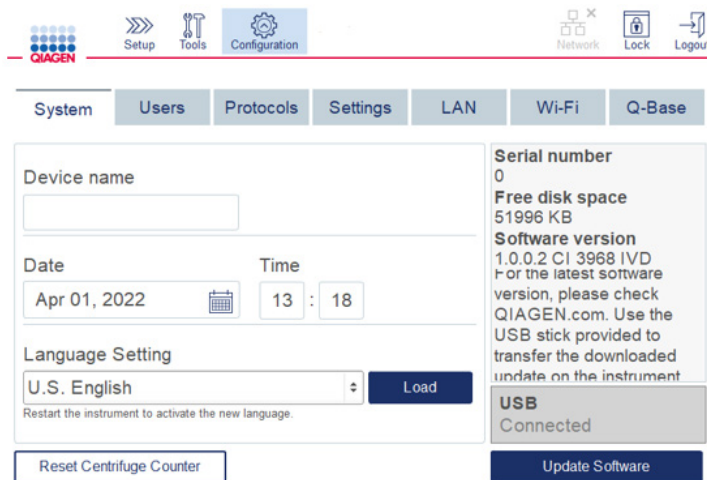 QIAGEN
Setup
Tools
Configuration
Network
Lock
Logout
System
Users
Protocols
Settings
LAN
Wi-Fi
Q-Base
Device name
Date
Time
Apr 01, 2022
13 : 18
Language Setting
U.S. English
Load
Restart the instrument to activate the new language.
Reset Centrifuge Counter
Serial number
0
Free disk space
51996 KB
Software version
1.0.0.2 CI 3968 IVD
For the latest software
version, please check
QIAGEN.com. Use the
USB stick provided to
transfer the downloaded
update on the instrument
USB
Connected
Update Software